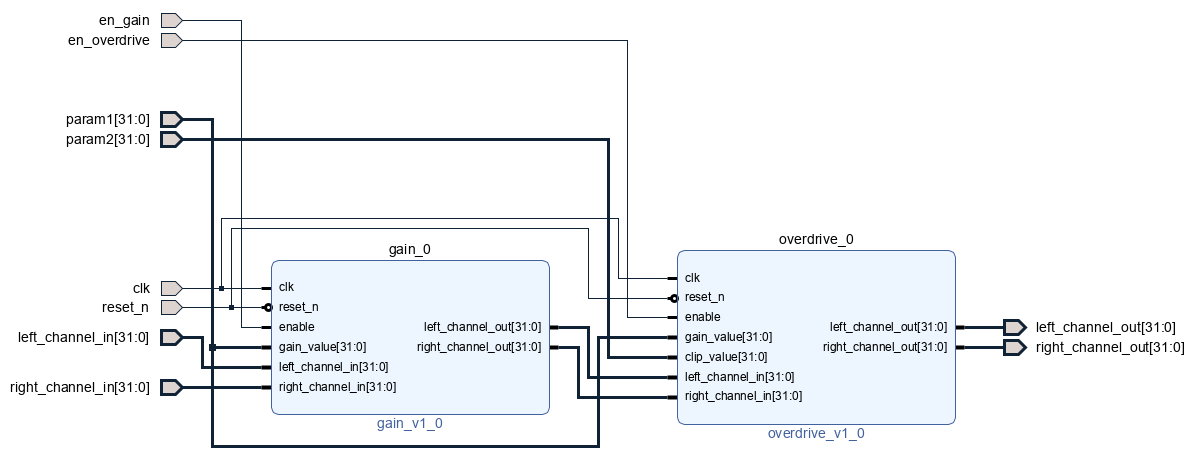 en_gain
en_overdrive
param1[31:0]
param2[31:0]
clk
reset_n
left_channel_in[31:0]
right_channel_in[31:0]
gain_0
clk
reset_n
enable
gain_value[31:0]
left_channel_in[31:0]
right_channel_in[31:0]
left_channel_out[31:0]
right_channel_out[31:0]
gain_v1_0
overdrive_0
clk
reset_n
enable
gain_value[31:0]
clip_value[31:0]
left_channel_in[31:0]
right_channel_in[31:0]
left_channel_out[31:0]
right_channel_out[31:0]
overdrive_v1_0
left_channel_out[31:0]
right_channel_out[31:0]